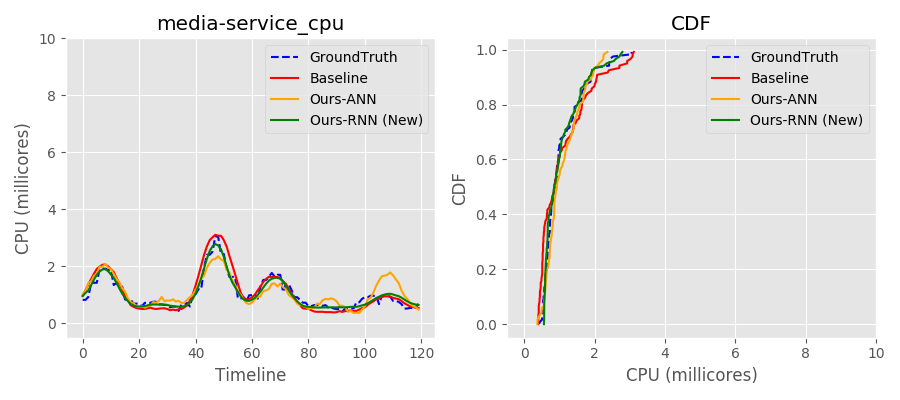 media-service_cpu
10
8
6
4
2
0
CPU (millicores)
GroundTruth
Baseline
Ours-ANN
Ours-RNN (New)
0 20 40 60 80 100 120
Timeline
CDF
1.0
0.8
0.6
0.4
0.2
0.0
CDF
GroundTruth
Baseline
Ours-ANN
Ours-RNN (New)
0 2 4 6 8 10
CPU (millicores)